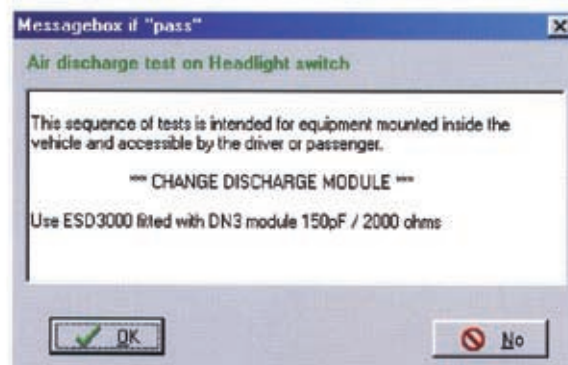 Messagebox if "pass"
Air discharge test on Headlight switch
This sequence of tests is intended for equipment mounted inside the
vehicle and accessible by the driver or passenger.
*** CHANGE DISCHARGE MODULE ***
Use ESD3000 fitted with DN3 module 150pF / 2000 ohms
OK
No